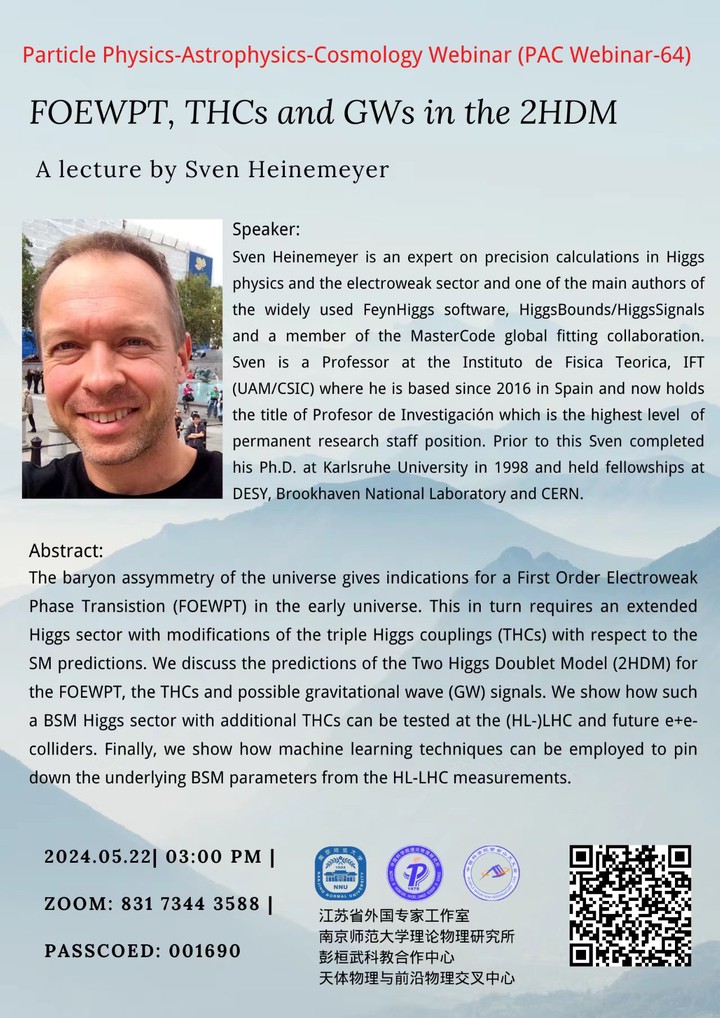 Particle Physics-Astrophysics-Cosmology Webinar (PAC Webinar-64)
FOEWPT, THCs and GWs in the 2HDM
A lecture by Sven Heinemeyer
Speaker:
Sven Heinemeyer is an expert on precision calculations in Higgs
physics and the electroweak sector and one of the main authors of
the widely used FeynHiggs software, HiggsBounds/HiggsSignals
and a member of the MasterCode global fitting collaboration.
Sven is a Professor at the Instituto de Fisica Teorica, IFT
(UAM/CSIC) where he is based since 2016 in Spain and now holds
the title of Profesor de Investigación which is the highest level of
permanent research staff position. Prior to this Sven completed
his Ph.D. at Karlsruhe University in 1998 and held fellowships at
DESY, Brookhaven National Laboratory and CERN.
Abstract:
The baryon assymmetry of the universe gives indications for a First Order Electroweak
Phase Transistion (FOEWPT) in the early universe. This in turn requires an extended
Higgs sector with modifications of the triple Higgs couplings (THCs) with respect to the
SM predictions. We discuss the predictions of the Two Higgs Doublet Model (2HDM) for
the FOEWPT, the THCs and possible gravitational wave (GW) signals. We show how such
a BSM Higgs sector with additional THCs can be tested at the (HL-)LHC and future e+e-
colliders. Finally, we show how machine learning techniques can be employed to pin
down the underlying BSM parameters from the HL-LHC measurements.
2024.05.22| 03:00 PM |
ZOOM: 831 7344 3588 |
PASSCOED: 001690
NNU
江苏省外国专家工作室
南京师范大学理论物理研究所
彭桓武科教合作中心
天体物理与前沿物理交叉中心